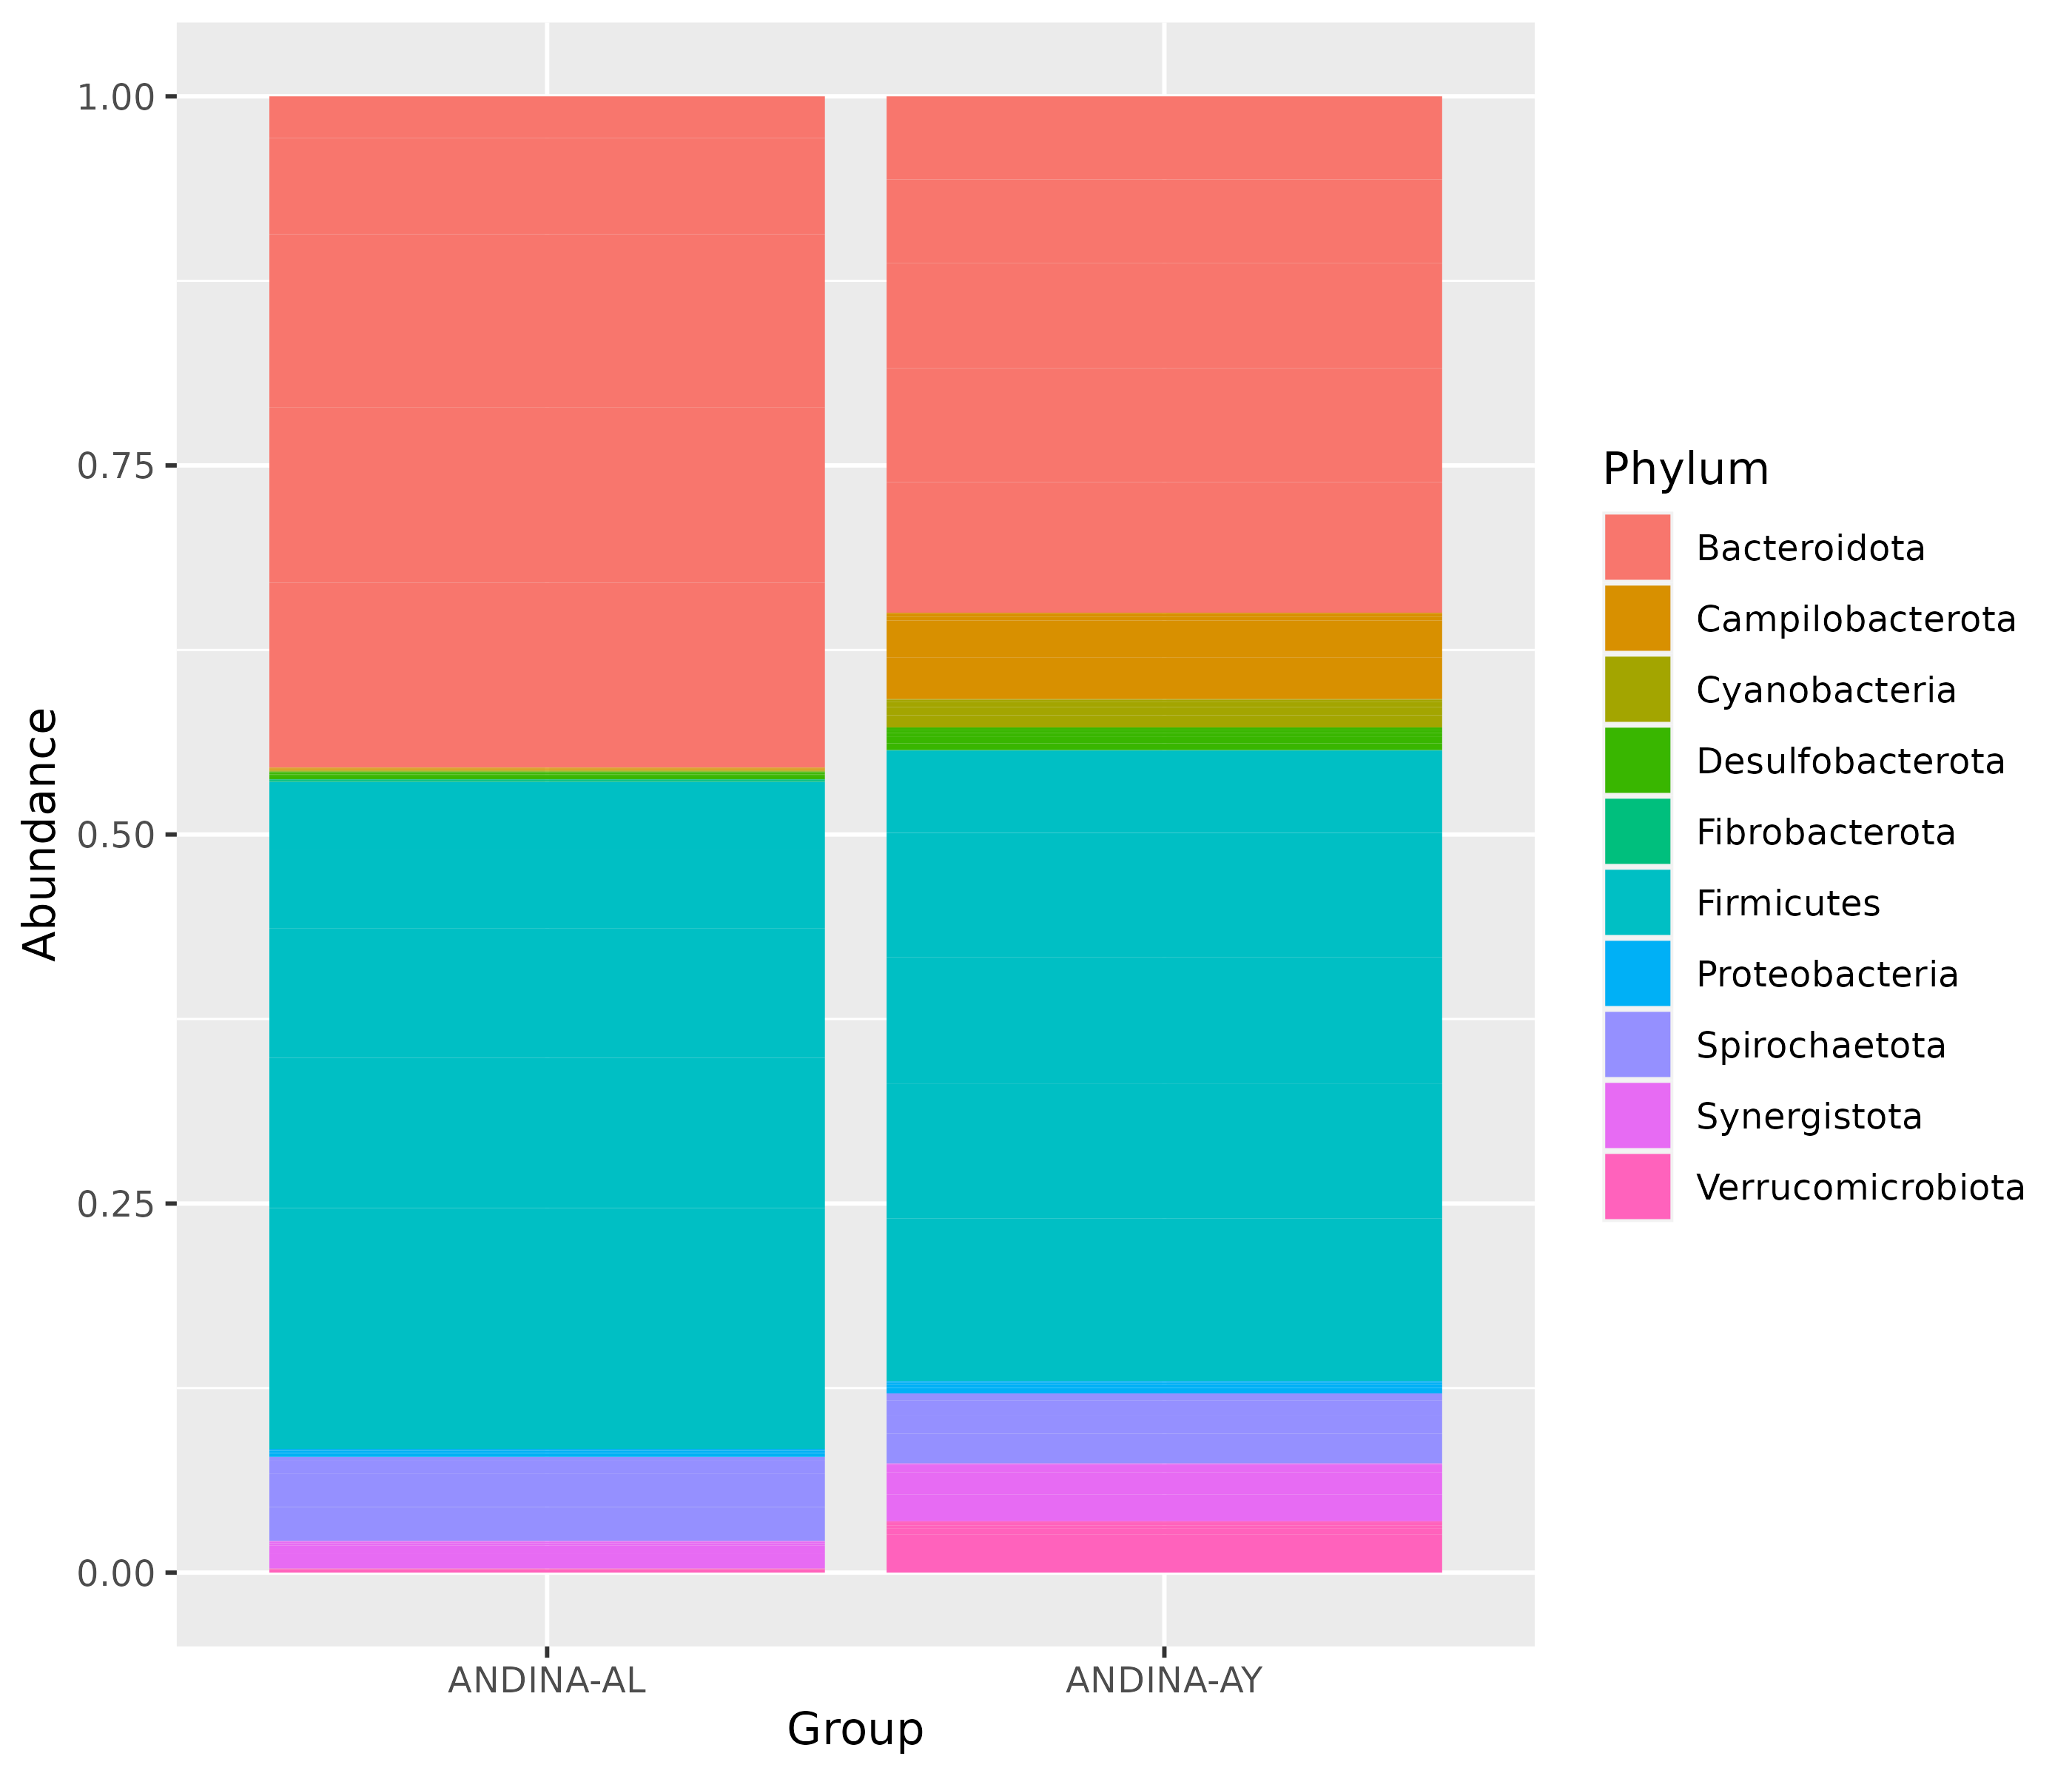 1.00
0.75
0.50
0.25
0.00
Abundance
ANDINA-AL
ANDINA-AY
Group
Phylum
Bacteroidota
Campilobacterota
Cyanobacteria
Desulfobacterota
Fibrobacterota
Firmicutes
Proteobacteria
Spirochaetota
Synergistota
Verrucomicrobiota